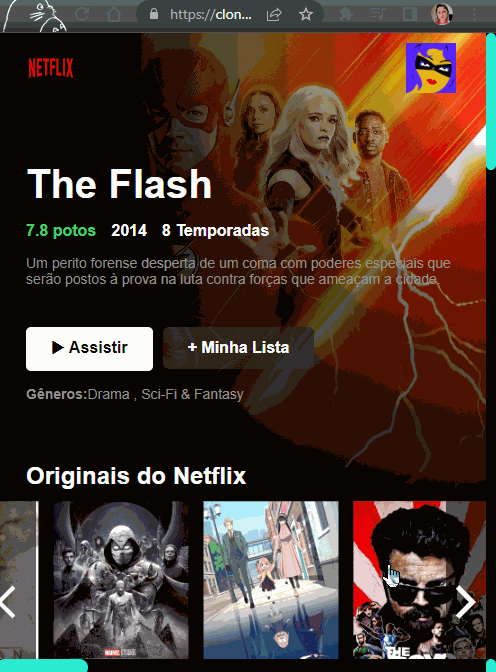 https://clon...
NETFLIX
The Flash
7.8 potos 2014 8 Temporadas
Um perito forense desperta de um coma com poderes especiais que
serão postos à prova na luta contra forças que ameaçam a cidade.
▶ Assistir
+ Minha Lista
Gêneros:Drama , Sci-Fi & Fantasy
Originais do Netflix
MARVEL STUDIOS